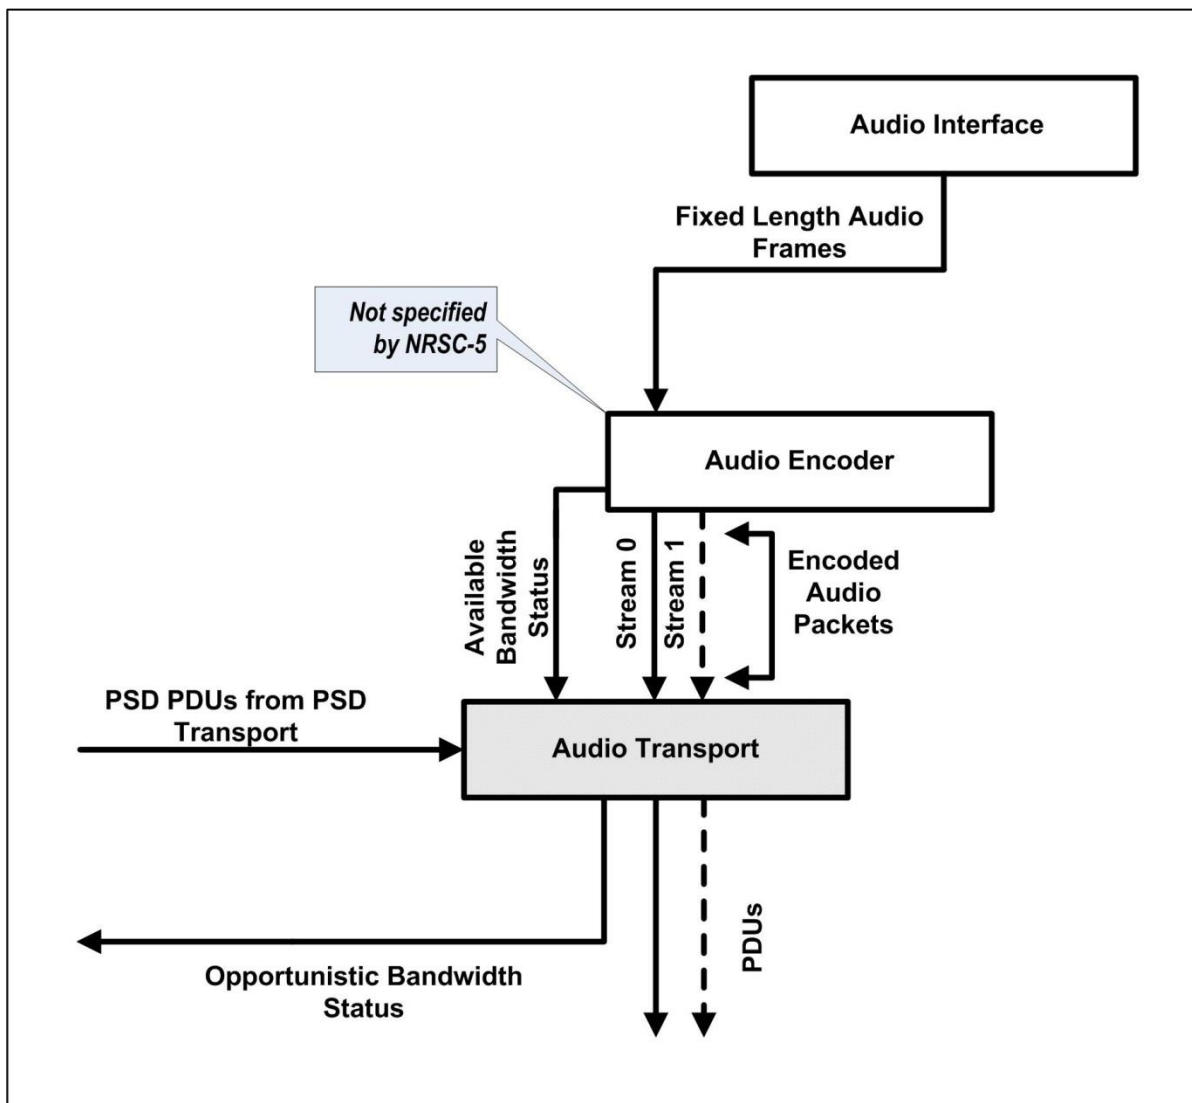 Audio Interface
Fixed Length Audio
Frames
Not specified
by NRSC-5
Audio Encoder
Available
Bandwidth
Status
Stream 0
Stream 1
Encoded
Audio
Packets
PSD PDUs from PSD
Transport
Audio Transport
PDUs
Opportunistic Bandwidth
Status